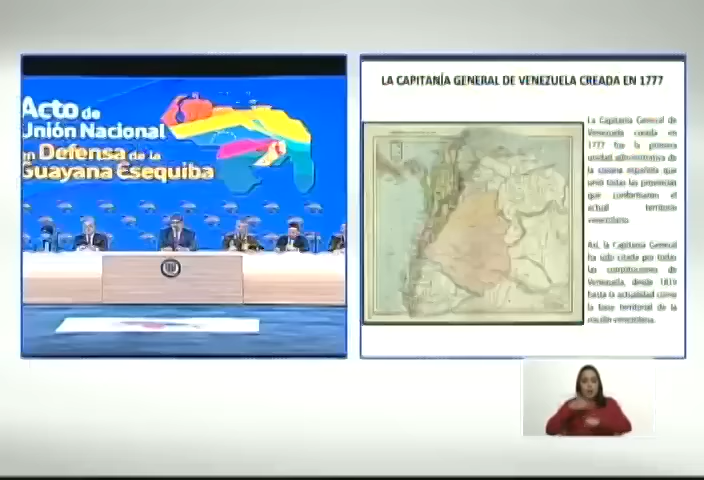 Acto de
Unión Nacional
en Defensa de la
Guayana Esequiba
LA CAPITANÍA GENERAL DE VENEZUELA CREADA EN 1777
La Capitanía General de
Venezuela creada en
1777 fue la primera
unidad administrativa de
la corona española que
unió todas las provincias
que conformaron el
actual territorio
venezolano.
Así, la Capitanía General
ha sido citada por todas
las constituciones de
Venezuela, desde 1819
hasta la actualidad como
la base territorial de la
nación venezolana.